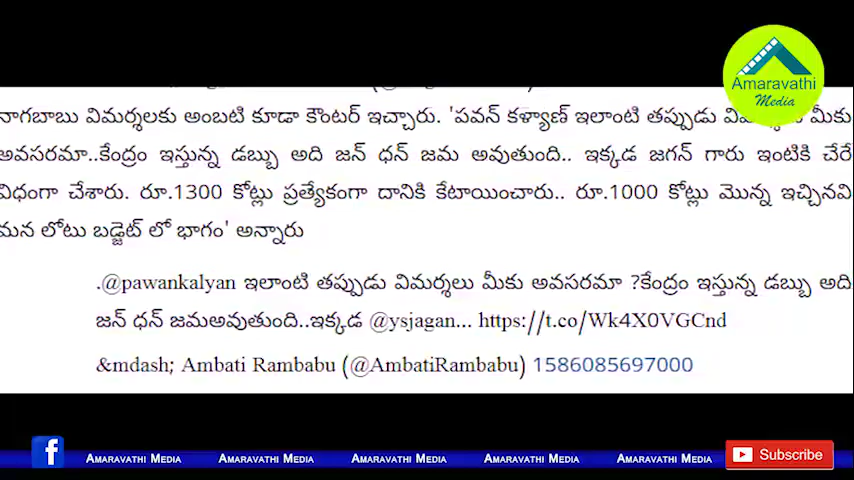 Amaravathi
Media
నాగబాబు విమర్శలకు అంబటి కూడా కౌంటర్ ఇచ్చారు. 'పవన్ కళ్యాణ్ ఇలాంటి తప్పుడు మీకు
అవసరమా..కేంద్రం ఇస్తున్న డబ్బు అది జన్ ధన్ జమ అవుతుంది.. ఇక్కడ జగన్ గారు ఇంటికి చేరే
విధంగా చేశారు. రూ.1300 కోట్లు ప్రత్యేకంగా దానికి కేటాయించారు.. రూ.1000 కోట్లు మొన్న ఇచ్చినవి
మన లోటు బడ్జెట్ లో భాగం' అన్నారు
.@pawankalyan ఇలాంటి తప్పుడు విమర్శలు మీకు అవసరమా ?కేంద్రం ఇస్తున్న డబ్బు అది
జన్ ధన్ జమఅవుతుంది..ఇక్కడ @ysjagan... https://t.co/Wk4X0VGCnd
&mdash; Ambati Rambabu (@AmbatiRambabu) 1586085697000
f AMARAVATHI MEDIA AMARAVATHI MEDIA AMARAVATHI MEDIA AMARAVATHI MEDIA AMARAVATHI MEDIA Subscribe